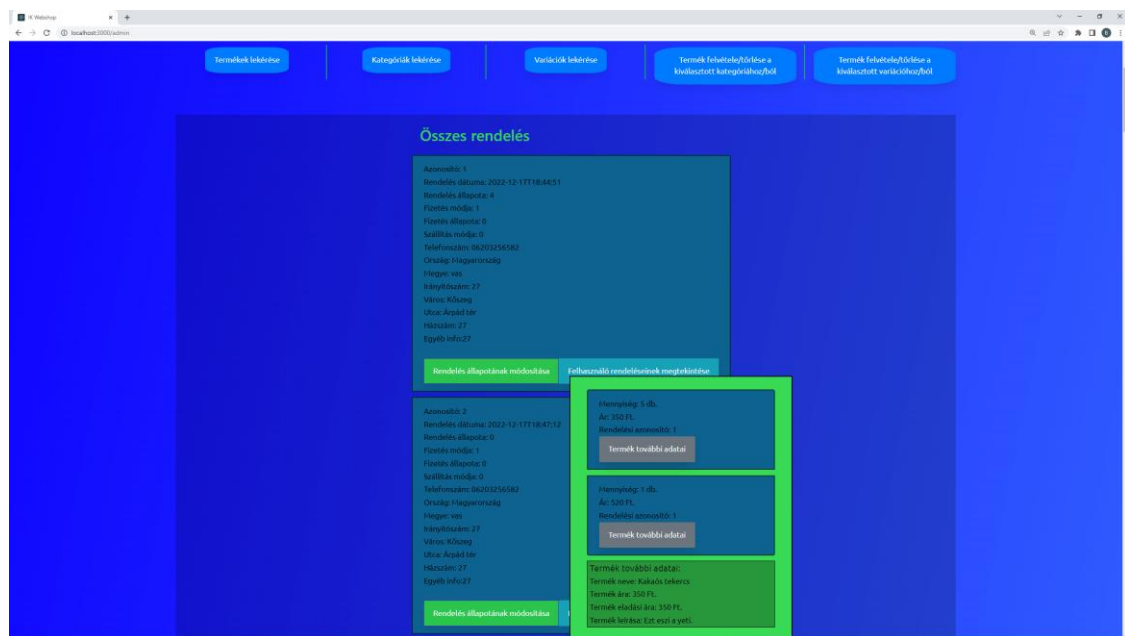 IK Webshop
localhost:3000/admin
Termékek lekérése
Kategóriák lekérése
Variációk lekérése
Termék felvétele/törlése a
kiválasztott kategóriához/ból
Termék felvétele/törlése a
kiválasztott variációhoz/ból
Összes rendelés
Azonosító: 1
Rendelés dátuma: 2022-12-17T18:44:51
Rendelés állapota: 4
Fizetés módja: 1
Fizetés állapota: 0
Szállítás módja: 0
Telefonszám: 06203256582
Ország: Magyarország
Megye: vas
Irányítószám: 27
Város: Kőszeg
Utca: Árpád tér
Házszám: 27
Egyéb info:27
Rendelés állapotának módosítása
Felhasználó rendeléseinek megtekintése
Azonosító: 2
Rendelés dátuma: 2022-12-17T18:47:12
Rendelés állapota: 0
Fizetés módja: 1
Fizetés állapota: 0
Szállítás módja: 0
Telefonszám: 06203256582
Ország: Magyarország
Megye: vas
Irányítószám: 27
Város: Kőszeg
Utca: Árpád tér
Házszám: 27
Egyéb info:27
Rendelés állapotának módosítása
Mennyiség: 5 db.
Ár: 350 Ft.
Rendelési azonosító: 1
Termék további adatai
Mennyiség: 1 db.
Ár: 520 Ft.
Rendelési azonosító: 1
Termék további adatai
Termék további adatai:
Termék neve: Kakaós tekercs
Termék ára: 350 Ft.
Termék eladási ára: 350 Ft.
Termék leírása: Ezt eszi a yeti.